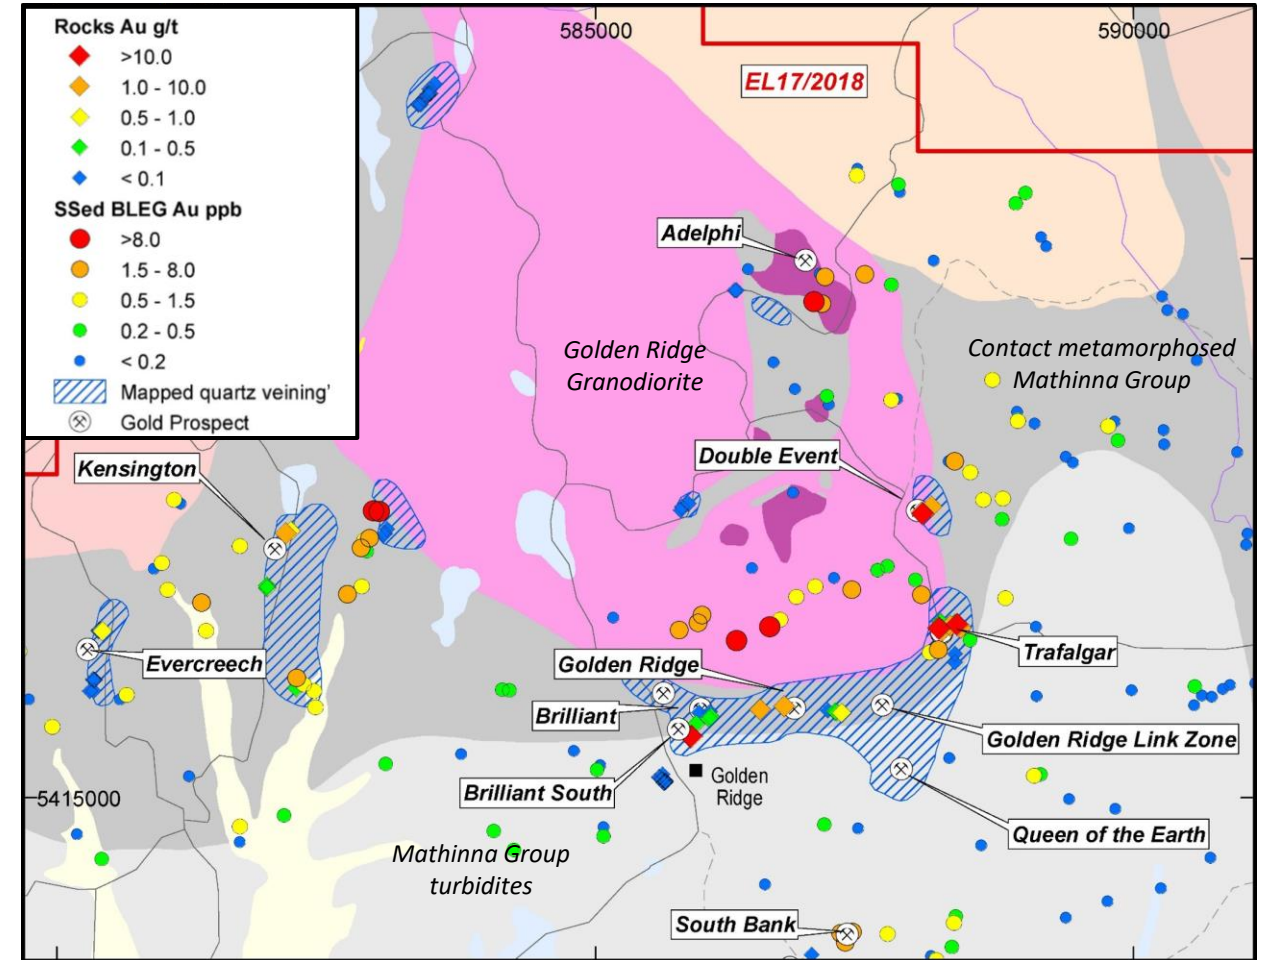 Rocks Au g/t
>10.0
1.0 - 10.0
0.5 - 1.0
0.1 - 0.5
< 0.1
SSed BLEG Au ppb
>8.0
1.5 - 8.0
0.5 - 1.5
0.2 - 0.5
< 0.2
Mapped quartz veining'
Gold Prospect
585000
590000
EL17/2018
Adelphi
Golden Ridge
Granodiorite
Contact metamorphosed
Mathinna Group
Double Event
Kensington
Evercreech
Golden Ridge
Trafalgar
Brilliant
Golden Ridge Link Zone
Brilliant South
Golden
Ridge
5415000
Queen of the Earth
Mathinna Group
turbidites
South Bank